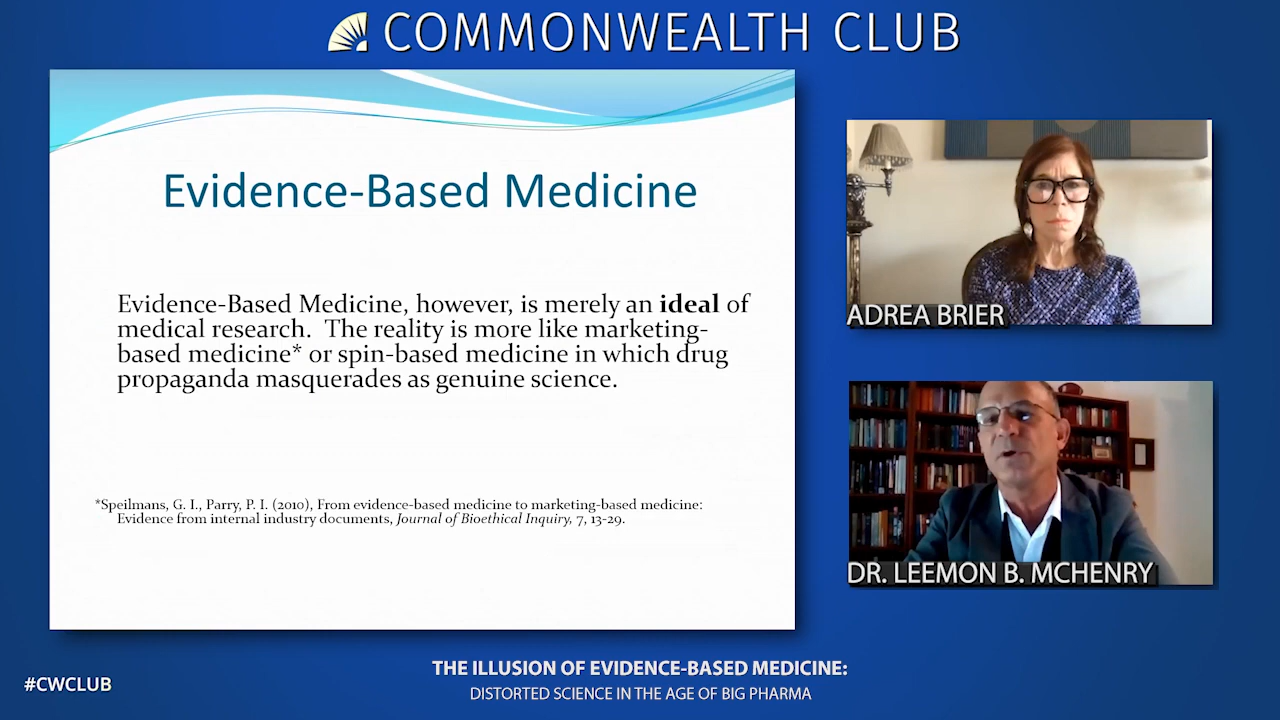 COMMONWEALTH CLUB
Evidence-Based Medicine
Evidence-Based Medicine, however, is merely an ideal of
medical research.  The reality is more like marketing-
based medicine* or spin-based medicine in which drug
propaganda masquerades as genuine science.
*Speilmans, G. I., Parry, P. I. (2010), From evidence-based medicine to marketing-based medicine:
Evidence from internal industry documents, Journal of Bioethical Inquiry, 7, 13-29.
ADREA BRIER
DR. LEEMON B. MCHENRY
THE ILLUSION OF EVIDENCE-BASED MEDICINE:
#CWCLUB
DISTORTED SCIENCE IN THE AGE OF BIG PHARMA